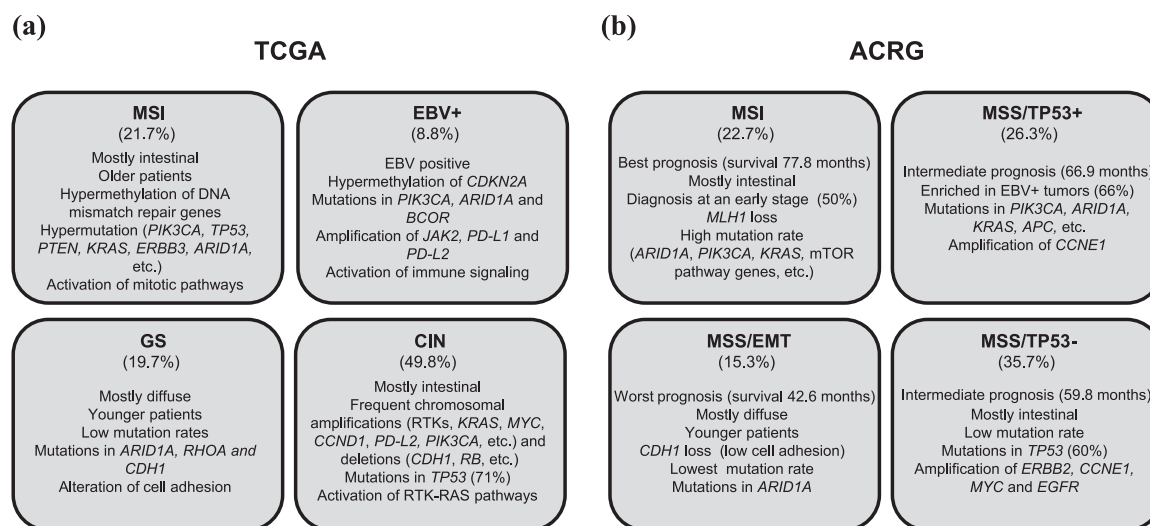 (a)
TCGA
MSI
(21.7%)
Mostly intestinal
Older patients
Hypermethylation of DNA
mismatch repair genes
Hypermutation (PIK3CA, TP53,
PTEN, KRAS, ERBB3, ARID1A,
etc.)
Activation of mitotic pathways
EBV+
(8.8%)
EBV positive
Hypermethylation of CDKN2A
Mutations in PIK3CA, ARID1A and
BCOR
Amplification of JAK2, PD-L1 and
PD-L2
Activation of immune signaling
GS
(19.7%)
Mostly diffuse
Younger patients
Low mutation rates
Mutations in ARID1A, RHOA and
CDH1
Alteration of cell adhesion
CIN
(49.8%)
Mostly intestinal
Frequent chromosomal
amplifications (RTKs, KRAS, MYC,
CCND1, PD-L2, PIK3CA, etc.) and
deletions (CDH1, RB, etc.)
Mutations in TP53 (71%)
Activation of RTK-RAS pathways
(b)
ACRG
MSI
(22.7%)
Best prognosis (survival 77.8 months)
Mostly intestinal
Diagnosis at an early stage (50%)
MLH1 loss
High mutation rate
(ARID1A, PIK3CA, KRAS, mTOR
pathway genes, etc.)
MSS/TP53+
(26.3%)
Intermediate prognosis (66.9 months)
Enriched in EBV+ tumors (66%)
Mutations in PIK3CA, ARID1A,
KRAS, APC, etc.
Amplification of CCNE1
MSS/EMT
(15.3%)
Worst prognosis (survival 42.6 months)
Mostly diffuse
Younger patients
CDH1 loss (low cell adhesion)
Lowest mutation rate
Mutations in ARID1A
MSS/TP53-
(35.7%)
Intermediate prognosis (59.8 months)
Mostly intestinal
Low mutation rate
Mutations in TP53 (60%)
Amplification of ERBB2, CCNE1,
MYC and EGFR